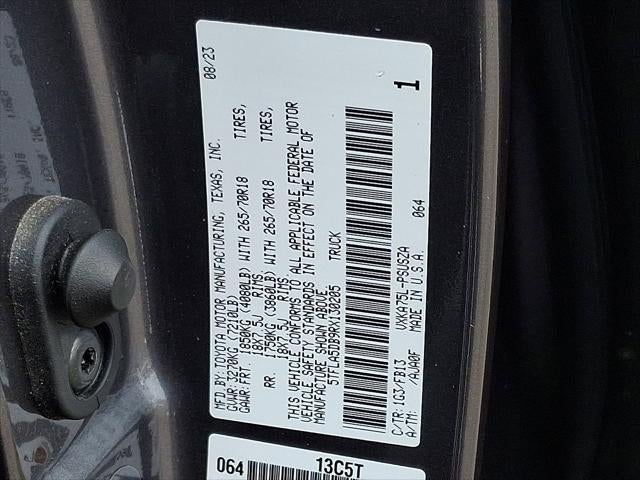 MFD. BY TOYOTA MOTOR MANUFACTURING, TEXAS, INC. 08/23
GVWR:3270KG (7210LB)
GAWR:FRT. 1850KG (4080LB) WITH 265/70R18 TIRES,
18X7.5J RIMS.
RR. 1750KG (3860LB) WITH 265/70R18 TIRES,
18X7.5J RIMS
THIS VEHICLE CONFORMS TO ALL APPLICABLE FEDERAL MOTOR
VEHICLE SAFETY STANDARDS IN EFFECT ON THE DATE OF
MANUFACTURE SHOWN ABOVE.
5TFLA5DB9RX130205 TRUCK
1
C/TR:1G3/FB13 VXKA75L-PSUSZA 064
A/TM: -/AJA0F MADE IN U.S.A.
064 13C5T